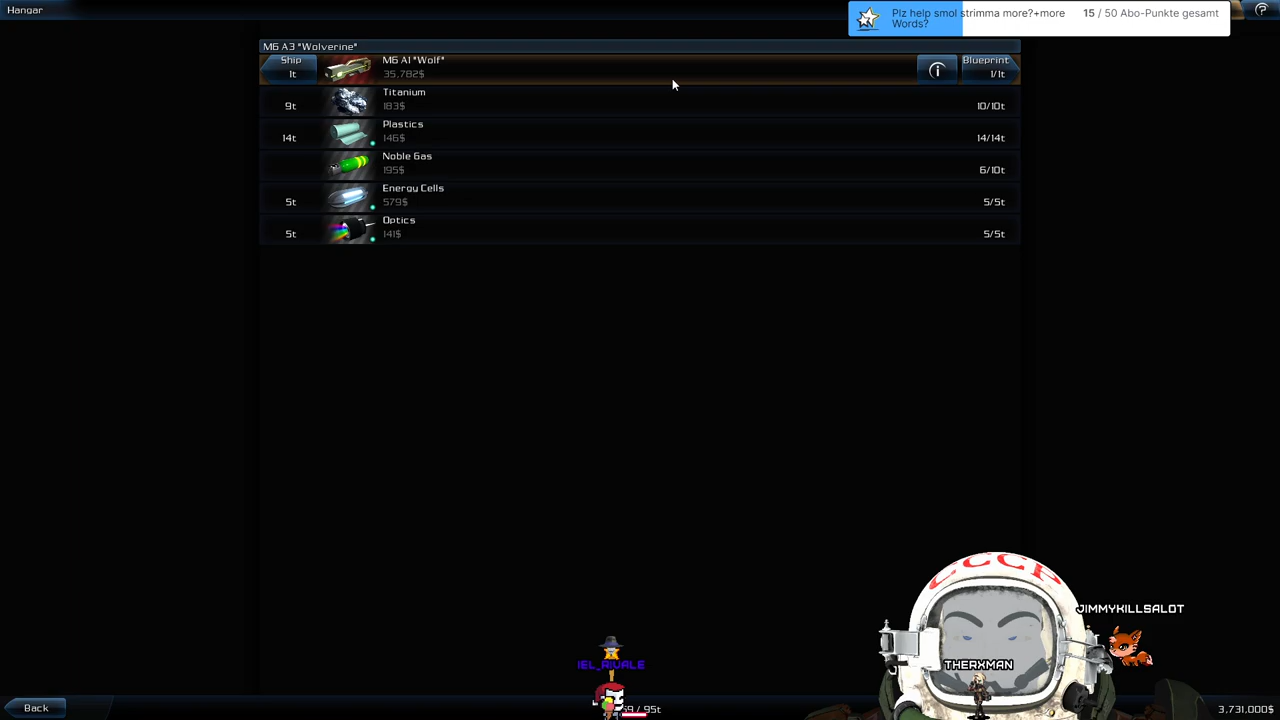 Hangar
Plz help smol strimma more?+more
Words?
15 / 50 Abo-Punkte gesamt
M6 A3 "Wolverine"
Ship
1t
M6 A1 "Wolf"
35.782$
Blueprint
1/1t
9t
Titanium
183$
10/10t
14t
Plastics
146$
14/14t
Noble Gas
195$
6/10t
5t
Energy Cells
579$
5/5t
5t
Optics
141$
5/5t
CCCP
JIMMYKILLSALOT
IEL_RIVALE
THERXMAN
Back
/ 95t
3,731.000$